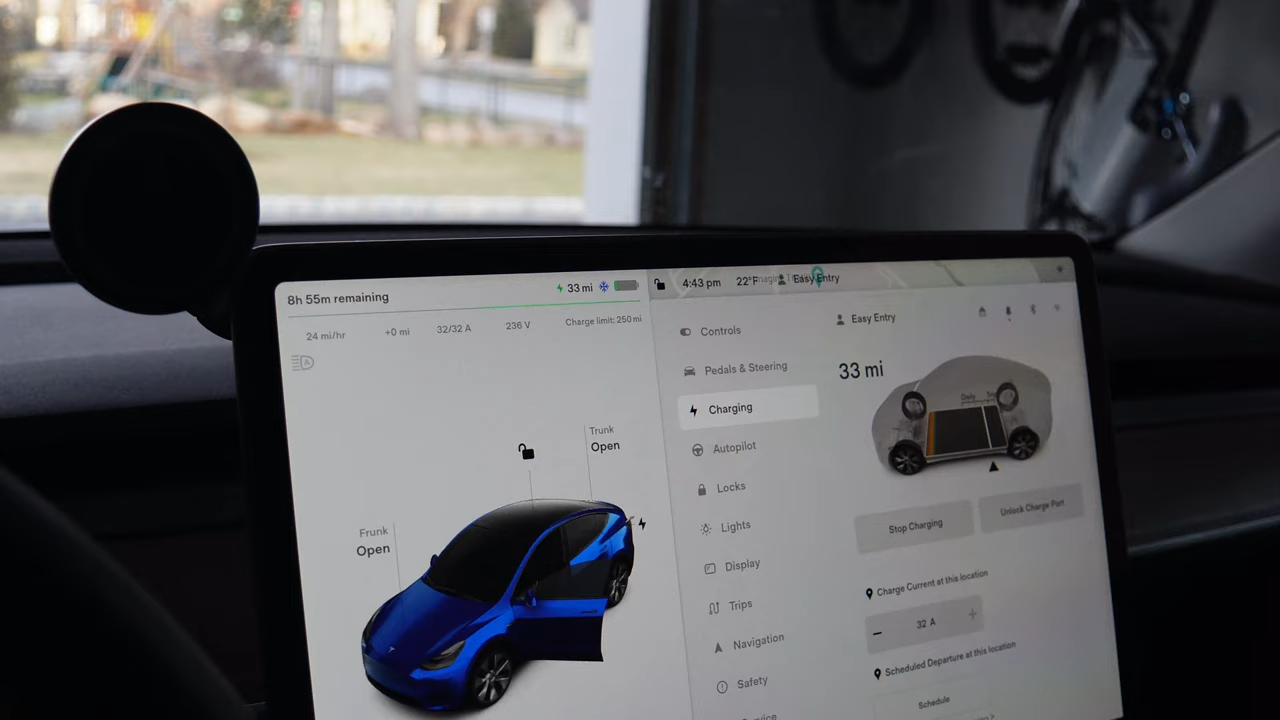 8h 55m remaining
33 mi
24 mi/hr
+0 mi
32/32 A
236 V
Charge limit: 250 mi
Trunk
Open
Frunk
Open
4:43 pm
22°F
Easy Entry
Controls
Pedals & Steering
Charging
Autopilot
Locks
Lights
Display
Trips
Navigation
Safety
Service
Easy Entry
33 mi
Daily
Trip
Stop Charging
Unlock Charge Port
Charge Current at this location
32 A
Scheduled Departure at this location
Schedule